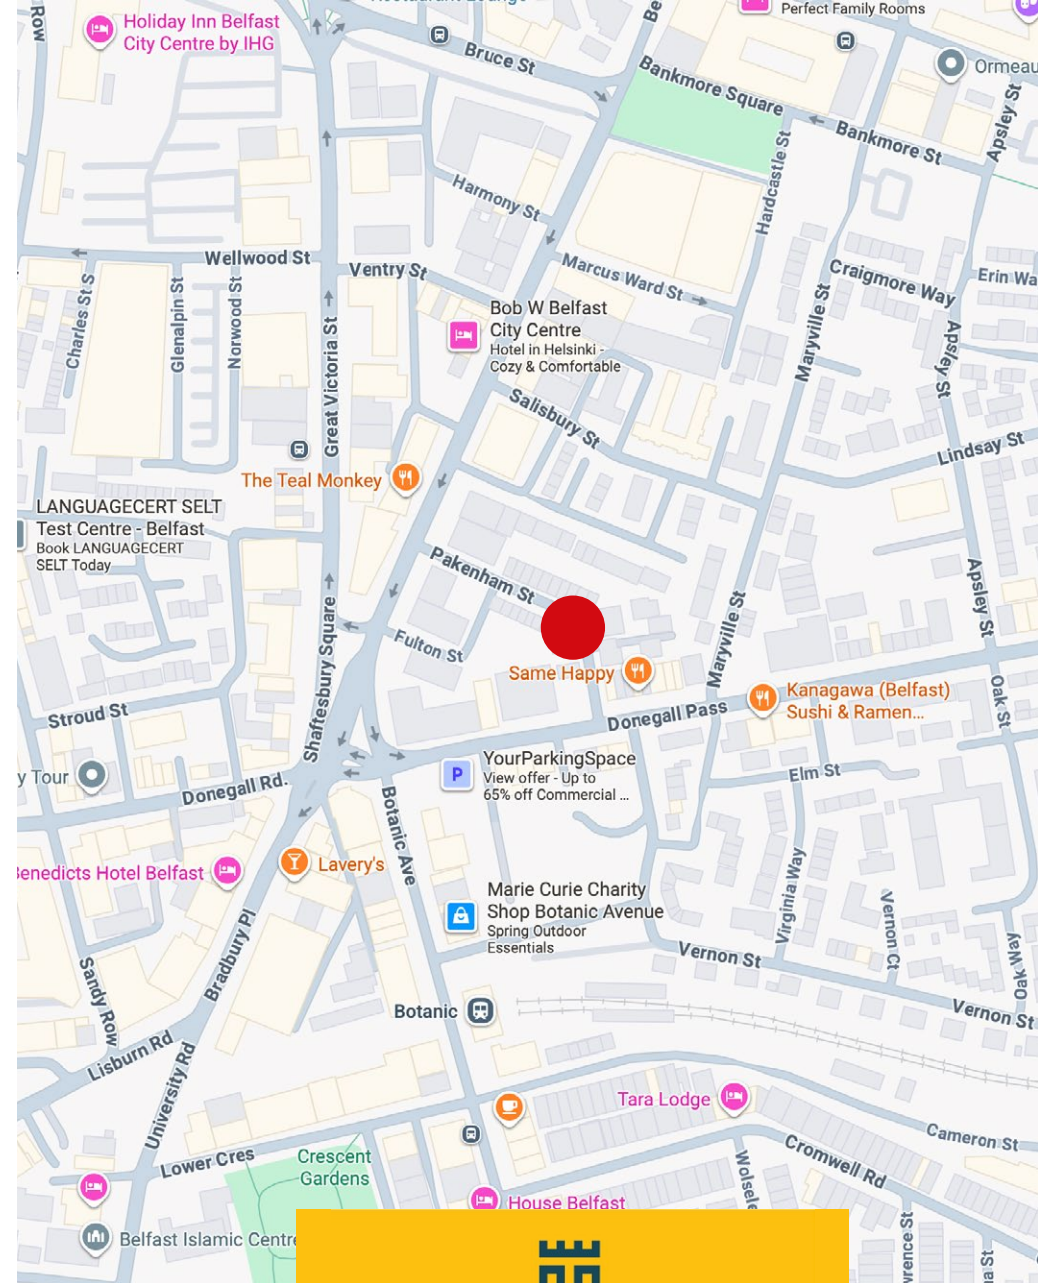 Perfect Family Rooms
Holiday Inn Belfast
City Centre by IHG
Row
Bruce St
Bankmore Square
Ormeau
Bankmore St
Apsley St
Hardcastle St
Harmony St
Wellwood St
Ventry St
Marcus Ward St
Craigmore Way
Erin Wa
Charles St S
Glenalpin St
Norwood St
Great Victoria St
Bob W Belfast
City Centre
Hotel in Helsinki -
Cozy & Comfortable
Maryville St
Apsley St
Salisbury St
Lindsay St
The Teal Monkey
LANGUAGECERT SELT
Test Centre - Belfast
Book LANGUAGECERT
SELT Today
Pakenham St
Apsley St
Fulton St
Maryville St
Shaftesbury Square
Same Happy
Kanagawa (Belfast)
Sushi & Ramen...
Oak St
Stroud St
Donegall Pass
y Tour
Donegall Rd.
P
YourParkingSpace
View offer - Up to
65% off Commercial ...
Elm St
Botanic Ave
Benedicts Hotel Belfast
Lavery's
Marie Curie Charity
Shop Botanic Avenue
Spring Outdoor
Essentials
Virginia Way
Vernon Ct
Oak Way
Bradbury Pl
Sandy Row
Vernon St
Botanic
Vernon St
Lisburn Rd
University Rd
Tara Lodge
Cameron St
Lower Cres
Crescent
Gardens
Cromwell Rd
Wolsele
House Belfast
Belfast Islamic Centre
rence St
a St